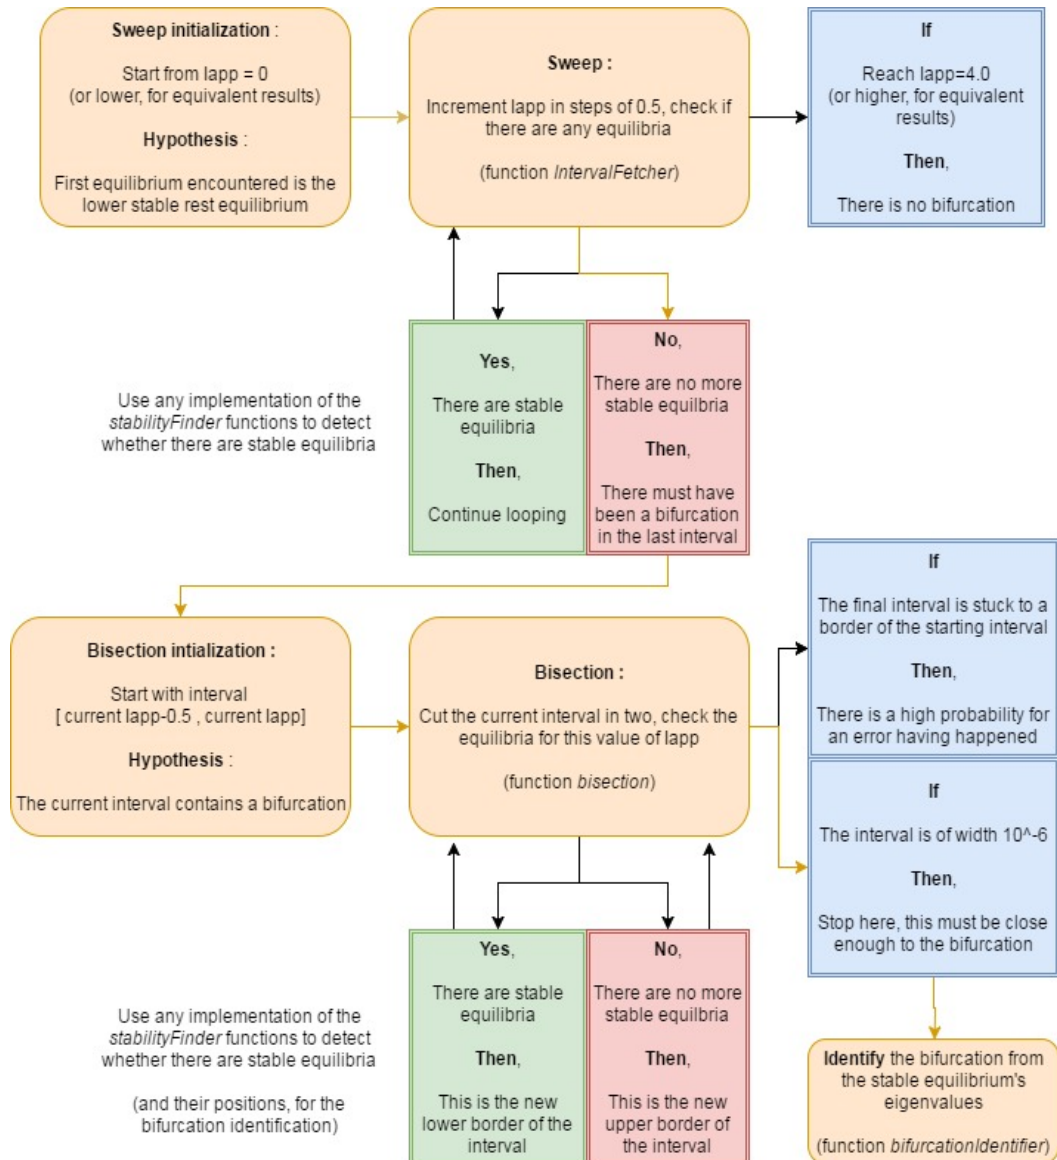 Sweep initialization :
Start from Iapp = 0
(or lower, for equivalent results)
Hypothesis :
First equilibrium encountered is the
lower stable rest equilibrium
Sweep :
Increment Iapp in steps of 0.5, check if
there are any equilibria
(function IntervalFetcher)
If
Reach Iapp=4.0
(or higher, for equivalent
results)
Then,
There is no bifurcation
Use any implementation of the
stabilityFinder functions to detect
whether there are stable equilibria
Yes,
There are stable
equilibria
Then,
Continue looping
No,
There are no more
stable equilbria
Then,
There must have
been a bifurcation
in the last interval
Bisection intialization :
Start with interval
[ current Iapp-0.5 , current Iapp]
Hypothesis :
The current interval contains a bifurcation
Bisection :
Cut the current interval in two, check the
equilibria for this value of Iapp
(function bisection)
If
The final interval is stuck to a
border of the starting interval
Then,
There is a high probability for
an error having happened
If
The interval is of width 10^-6
Then,
Stop here, this must be close
enough to the bifurcation
Use any implementation of the
stabilityFinder functions to detect
whether there are stable equilibria
(and their positions, for the
bifurcation identification)
Yes,
There are stable
equilibria
Then,
This is the new
lower border of the
interval
No,
There are no more
stable equilbria
Then,
This is the new
upper border of
the interval
Identify the bifurcation from
the stable equilibrium's
eigenvalues
(function bifurcationIdentifier)